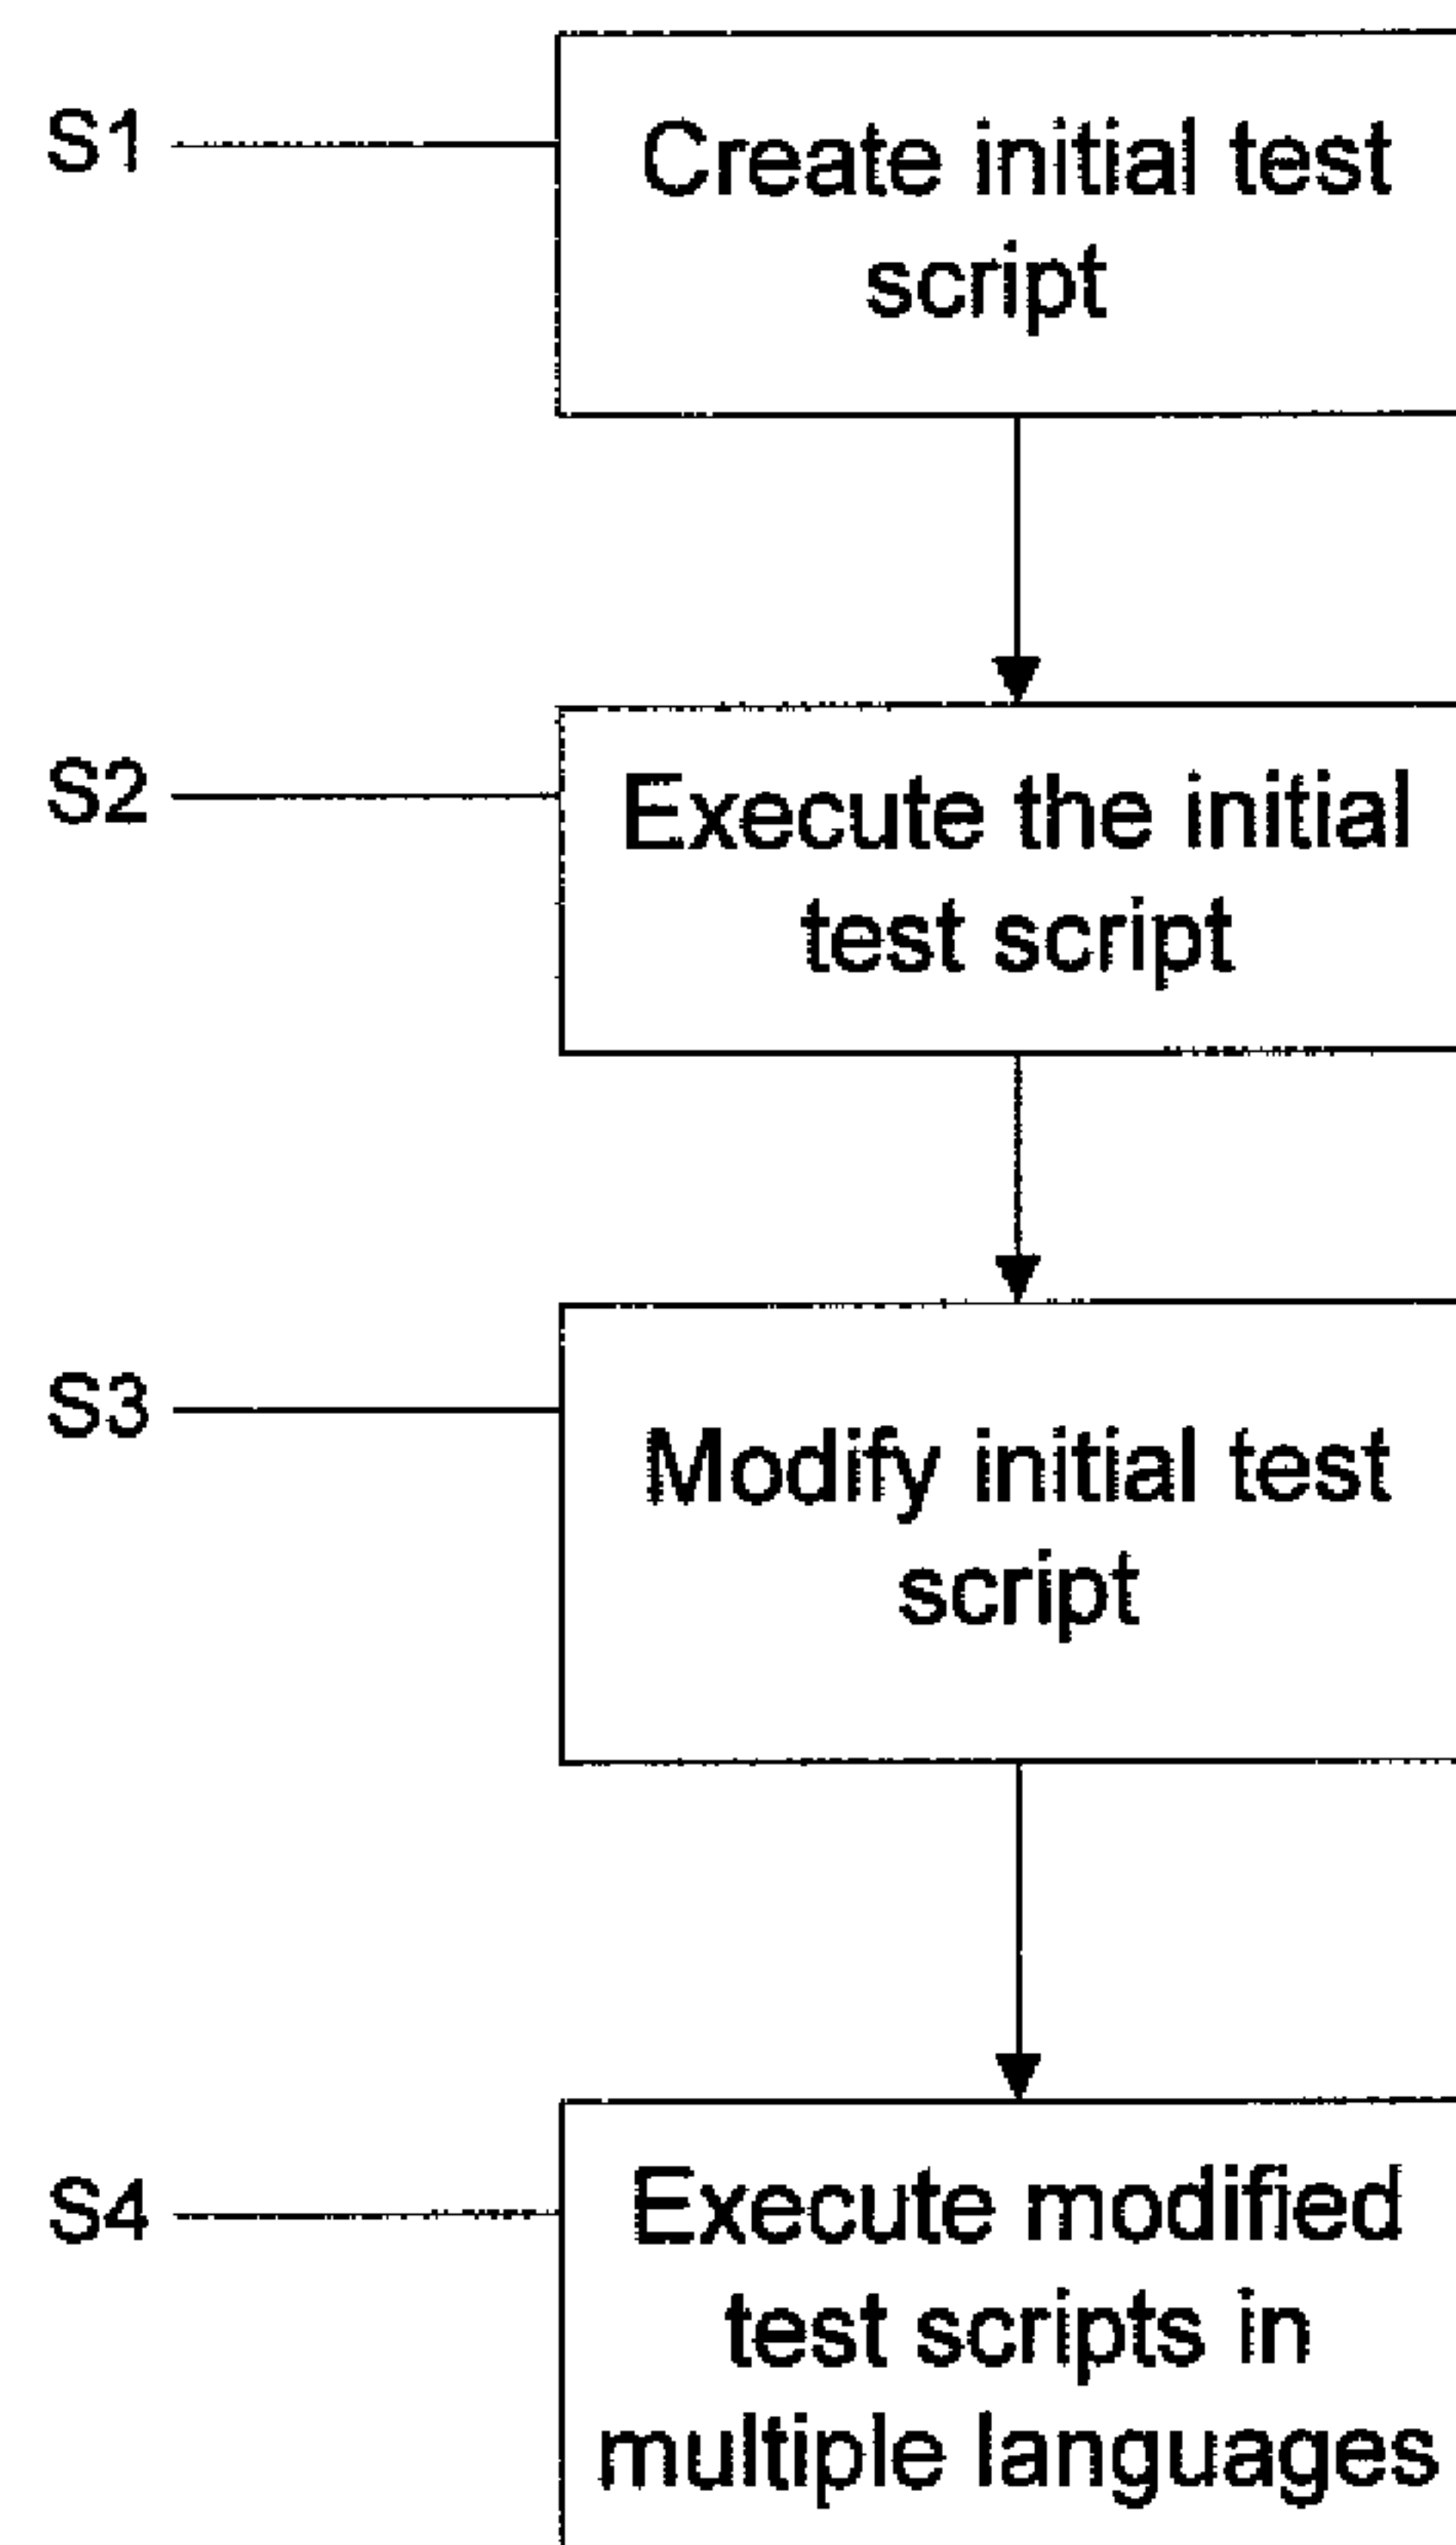 S1
Create initial test
script
S2
Execute the initial
test script
S3
Modify initial test
script
S4
Execute modified
test scripts in
multiple languages